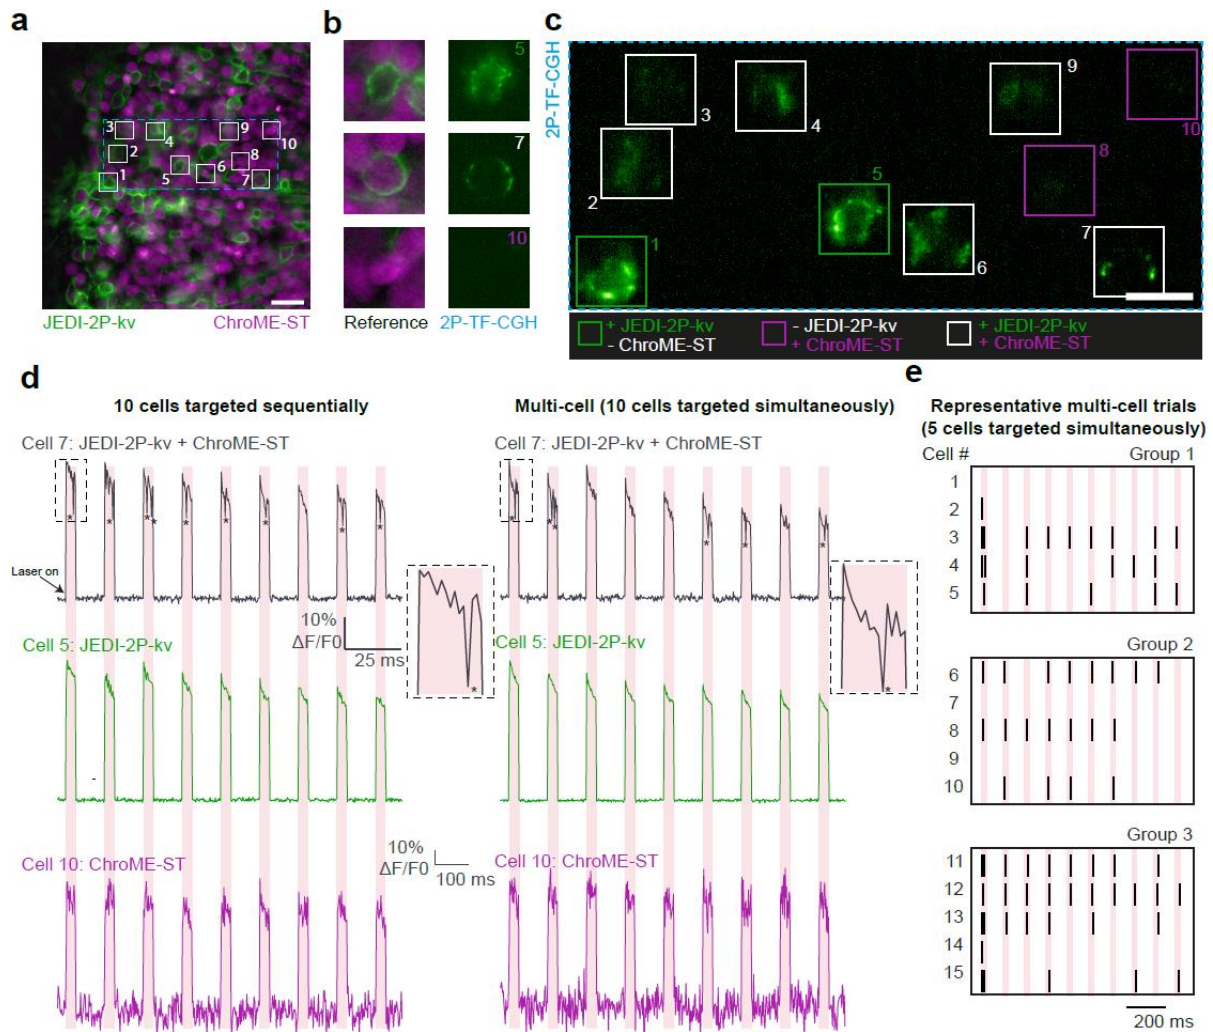 a
3
4
9
10
2
1
5
6
8
7
JEDI-2P-kv
ChroME-ST
b
5
7
10
Reference
2P-TF-CGH
c
2P-TF-CGH
3
4
9
10
2
5
8
1
6
7
+ JEDI-2P-kv
- ChroME-ST
- JEDI-2P-kv
+ ChroME-ST
+ JEDI-2P-kv
+ ChroME-ST
d
10 cells targeted sequentially
Cell 7: JEDI-2P-kv + ChroME-ST
* * * * * * * * *
Laser on
10%
ΔF/F0
25 ms
*
Cell 5: JEDI-2P-kv
10%
ΔF/F0
100 ms
Cell 10: ChroME-ST
Multi-cell (10 cells targeted simultaneously)
Cell 7: JEDI-2P-kv + ChroME-ST
* * * * * *
*
Cell 5: JEDI-2P-kv
Cell 10: ChroME-ST
e
Representative multi-cell trials
(5 cells targeted simultaneously)
Cell #
Group 1
1
2
3
4
5
Group 2
6
7
8
9
10
Group 3
11
12
13
14
15
200 ms